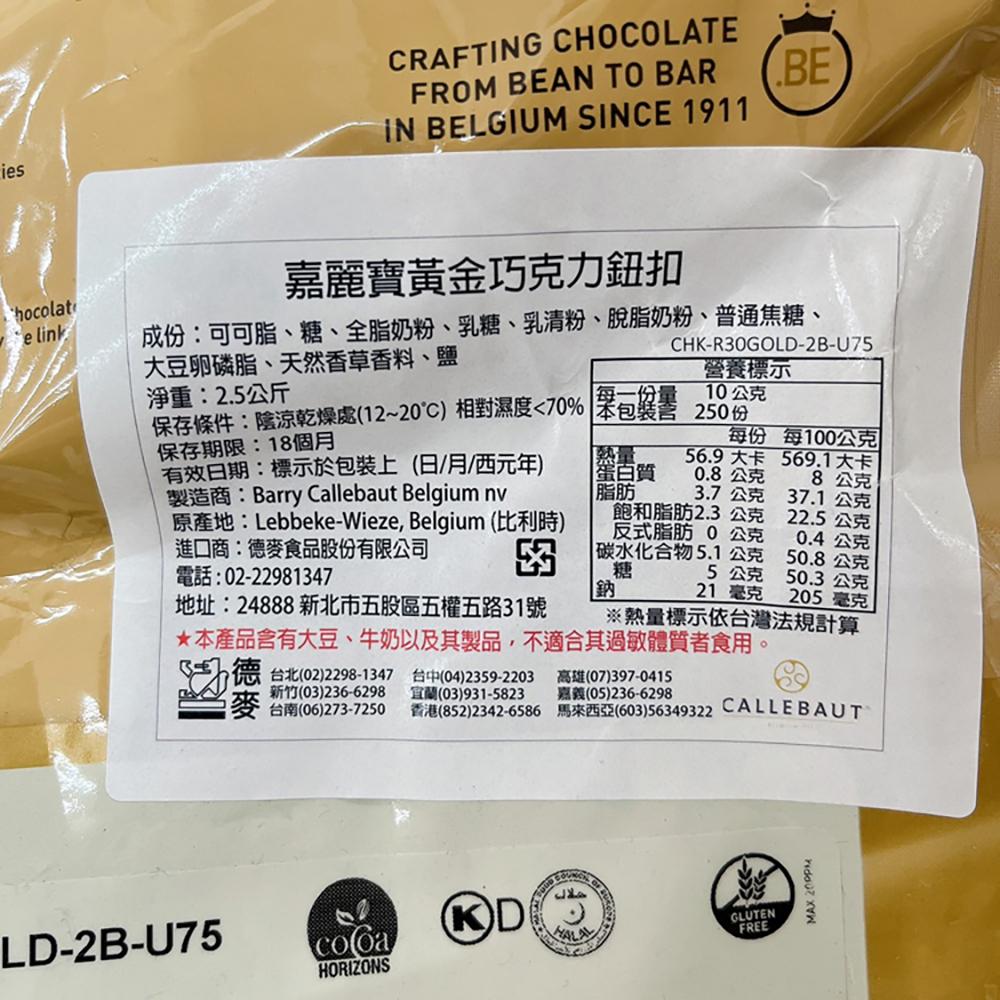 CRAFTING CHOCOLATE
FROM BEAN TO BAR
IN BELGIUM SINCE 1911
.BE
ies
hocolate
e link
嘉麗寶黃金巧克力鈕扣
成份：可可脂、糖、全脂奶粉、乳糖、乳清粉、脫脂奶粉、普通焦糖、
大豆卵磷脂、天然香草香料、鹽
CHK-R30GOLD-2B-U75
淨重：2.5公斤
保存條件：陰涼乾燥處(12~20℃) 相對濕度<70%
保存期限：18個月
有效日期：標示於包裝上 (日/月/西元年)
製造商：Barry Callebaut Belgium nv
原產地：Lebbeke-Wieze, Belgium (比利時)
進口商：德麥食品股份有限公司
電話：02-22981347
地址：24888 新北市五股區五權五路31號
營養標示
每一份量 10 公克
本包裝含 250份
每份 每100公克
熱量 56.9 大卡 569.1 大卡
蛋白質 0.8 公克 8 公克
脂肪 3.7 公克 37.1 公克
飽和脂肪 2.3 公克 22.5 公克
反式脂肪 0 公克 0.4 公克
碳水化合物 5.1 公克 50.8 公克
糖 5 公克 50.3 公克
鈉 21 毫克 205 毫克
※熱量標示依台灣法規計算
★本產品含有大豆、牛奶以及其製品，不適合其過敏體質者食用。
德麥
台北(02)2298-1347 台中(04)2359-2203 高雄(07)397-0415
新竹(03)236-6298 宜蘭(03)931-5823 嘉義(05)236-6298
台南(06)273-7250 香港(852)2342-6586 馬來西亞(603)56349322
CALLEBAUT
LD-2B-U75
cocoa
HORIZONS
K D
حلال
HALAL
GLUTEN
FREE
MAX 20PPM